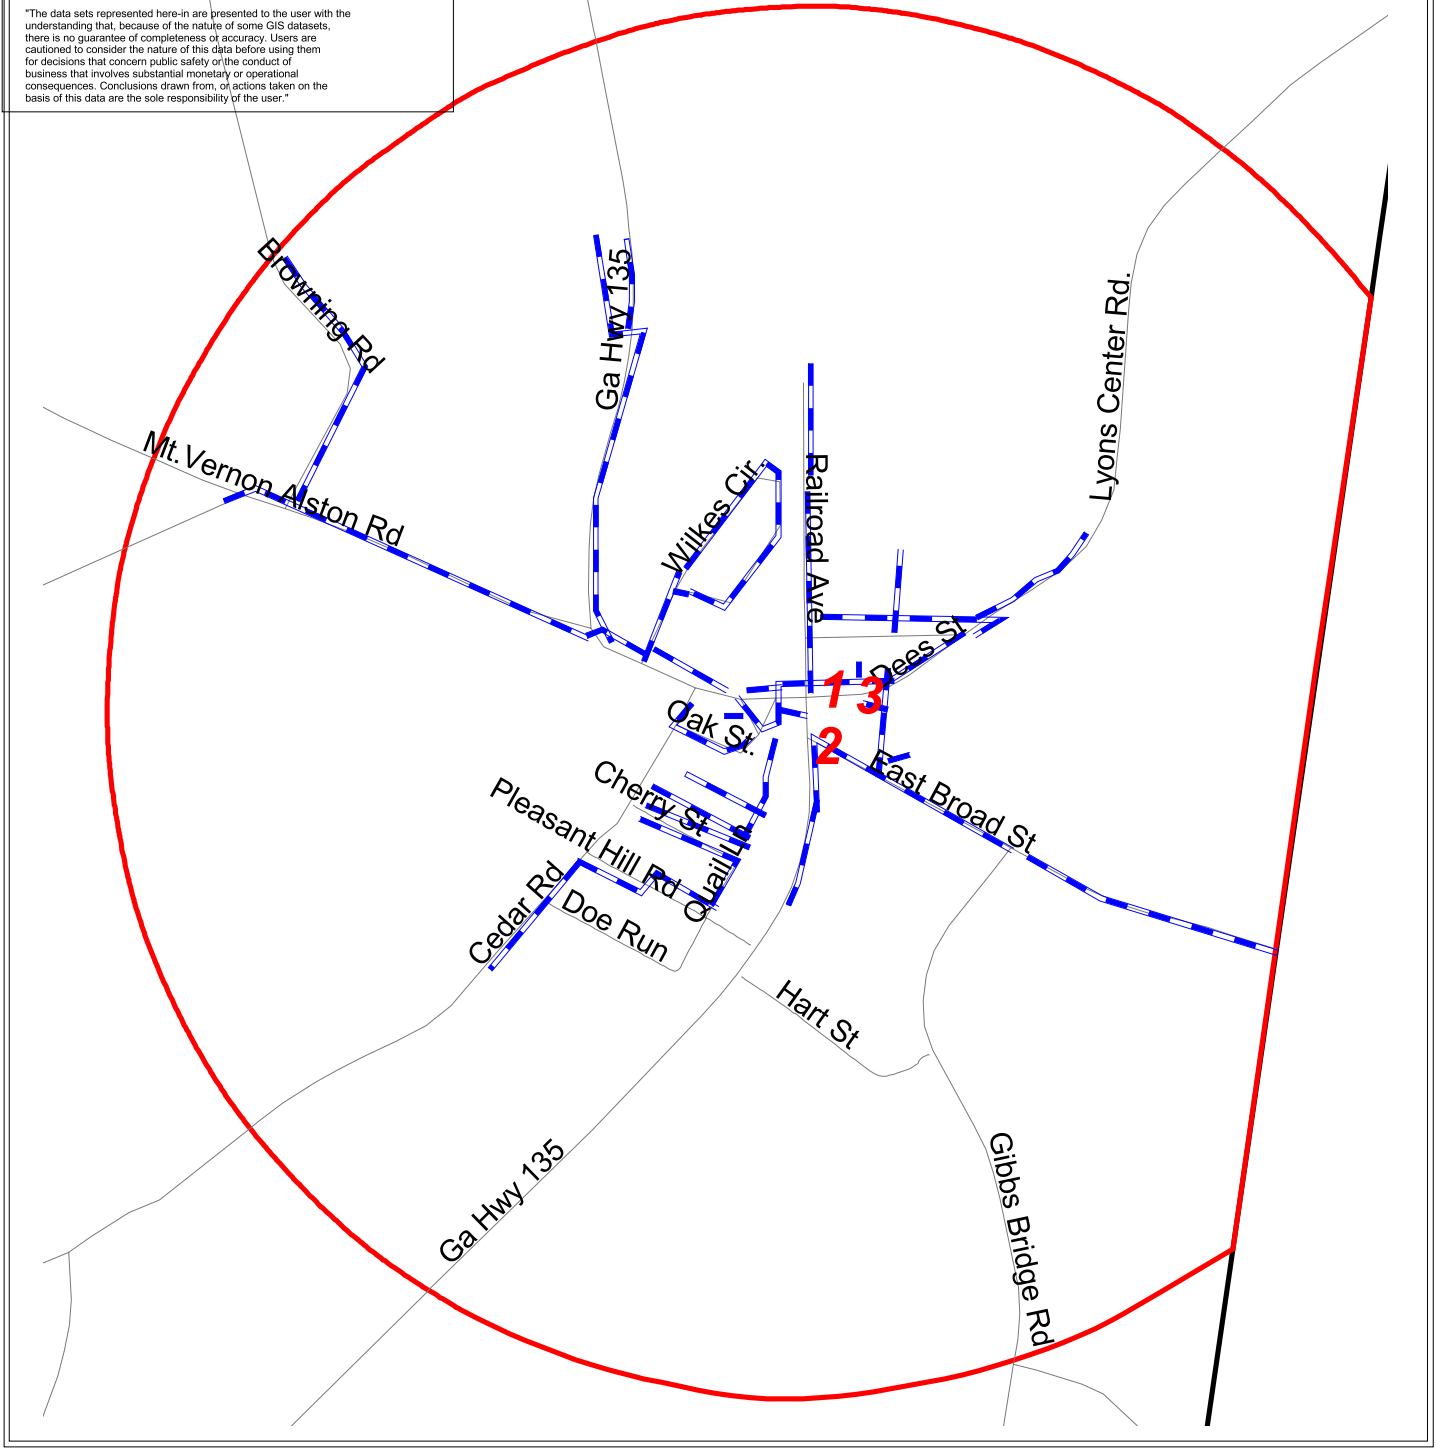 "The data sets represented here-in are presented to the user with the
understanding that, because of the nature of some GIS datasets,
there is no guarantee of completeness or accuracy. Users are
cautioned to consider the nature of this data before using them
for decisions that concern public safety or the conduct of
business that involves substantial monetary or operational
consequences. Conclusions drawn from, or actions taken on the
basis of this data are the sole responsibility of the user."
Browning Rd
Ga Hwy 135
Lyons Center Rd.
Mt.Vernon Alston Rd
Wilkes Cir.
Railroad Ave
Dees St
1
3
Oak St.
2
East Broad St
Cherry St
Pleasant Hill Rd
Quail Ln
Cedar Rd
Doe Run
Hart St
Ga Hwy 135
Gibbs Bridge Rd